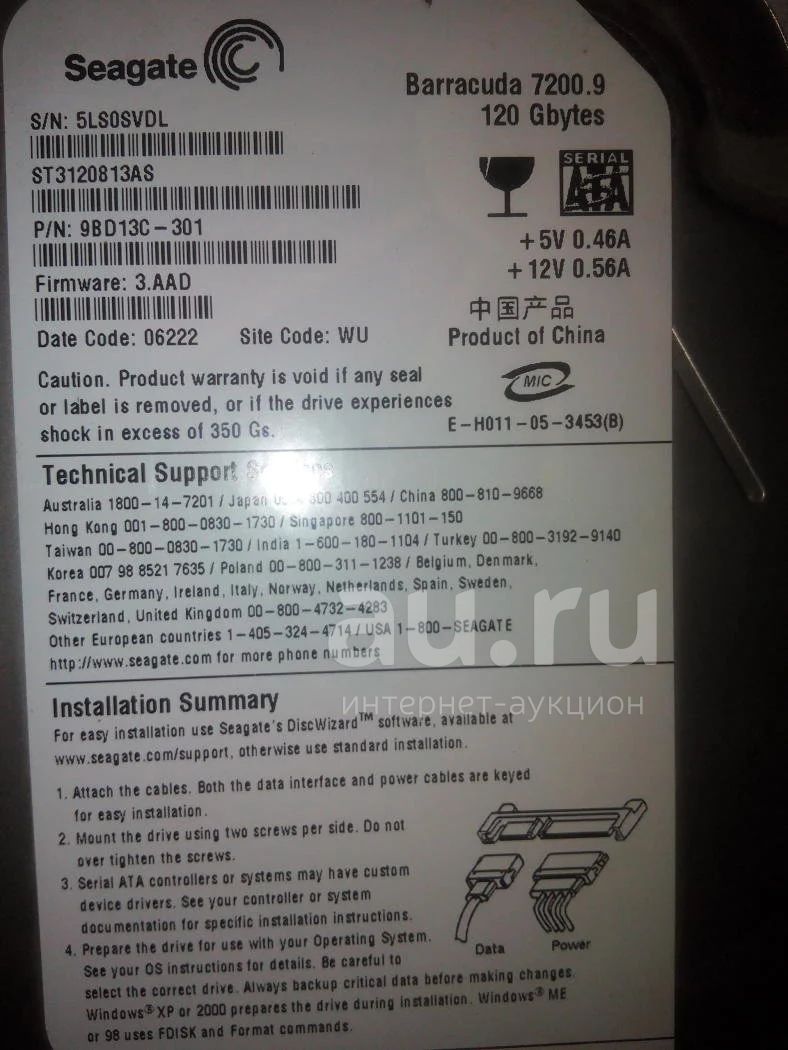 Seagate
Barracuda 7200.9
120 Gbytes
S/N: 5LS0SVDL
ST3120813AS
P/N: 9BD13C-301
Firmware: 3.AAD
Date Code: 06222 Site Code: WU
SERIAL
ATA
+5V 0.46A
+12V 0.56A
中国产品
Product of China
Caution. Product warranty is void if any seal
or label is removed, or if the drive experiences
shock in excess of 350 Gs.
MIC
E-H011-05-3453(B)
Technical Support
Australia 1800-14-7201 / Japan 400 554 / China 800-810-9668
Hong Kong 001-800-0830-1730 / Singapore 800-1101-150
Taiwan 00-800-0830-1730 / India 1-600-180-1104 / Turkey 00-800-3192-9140
Korea 007 98 8521 7635 / Poland 00-800-311-1238 / Belgium, Denmark,
France, Germany, Ireland, Italy, Norway, Netherlands, Spain, Sweden,
Switzerland, United Kingdom 00-800-4732-4283
Other European countries 1-405-324-4714 / USA 1-800-SEAGATE
http://www.seagate.com for more phone numbers
au.ru
интернет-аукцион
Installation Summary
For easy installation use Seagate's DiscWizard™ software, available at
www.seagate.com/support, otherwise use standard installation.
1. Attach the cables. Both the data interface and power cables are keyed
for easy installation.
2. Mount the drive using two screws per side. Do not
over tighten the screws.
3. Serial ATA controllers or systems may have custom
device drivers. See your controller or system
documentation for specific installation instructions.
4. Prepare the drive for use with your Operating System.
See your OS instructions for details. Be careful to
select the correct drive. Always backup critical data before making changes.
Windows® XP or 2000 prepares the drive during installation. Windows® ME
or 98 uses FDISK and Format commands.
Data Power